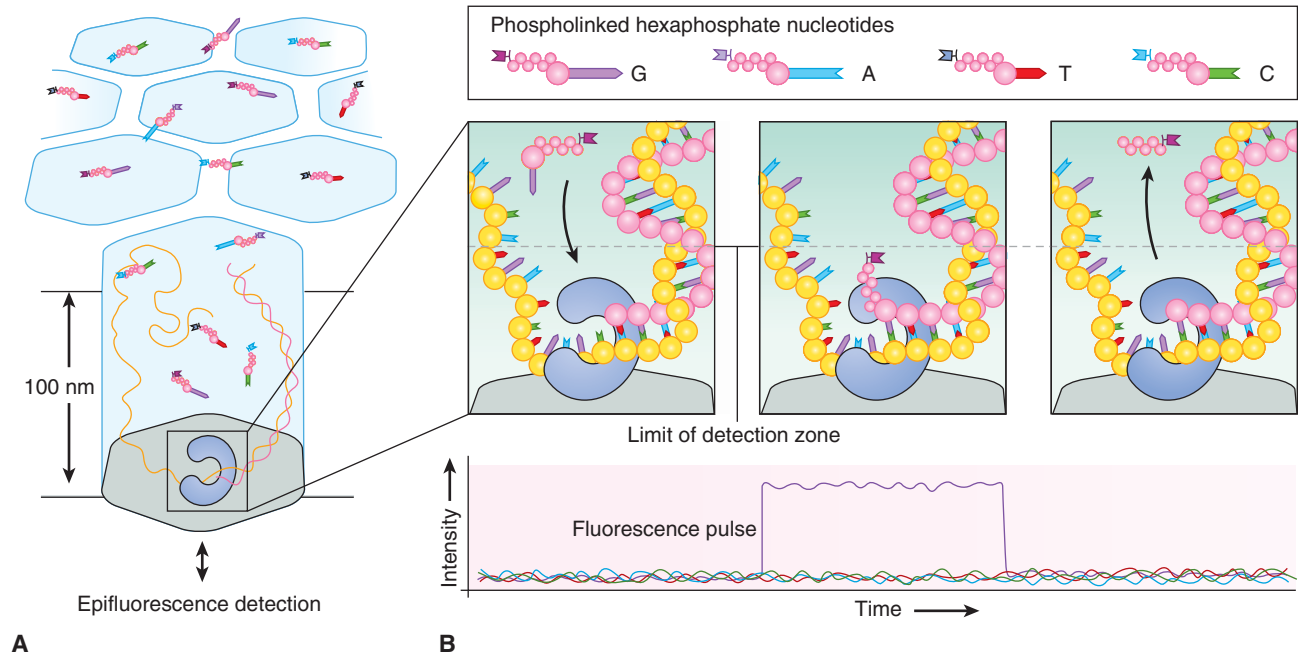 Phospholinked hexaphosphate nucleotides
G A T C
100 nm
Epifluorescence detection
A
Limit of detection zone
Intensity
Fluorescence pulse
Time
B